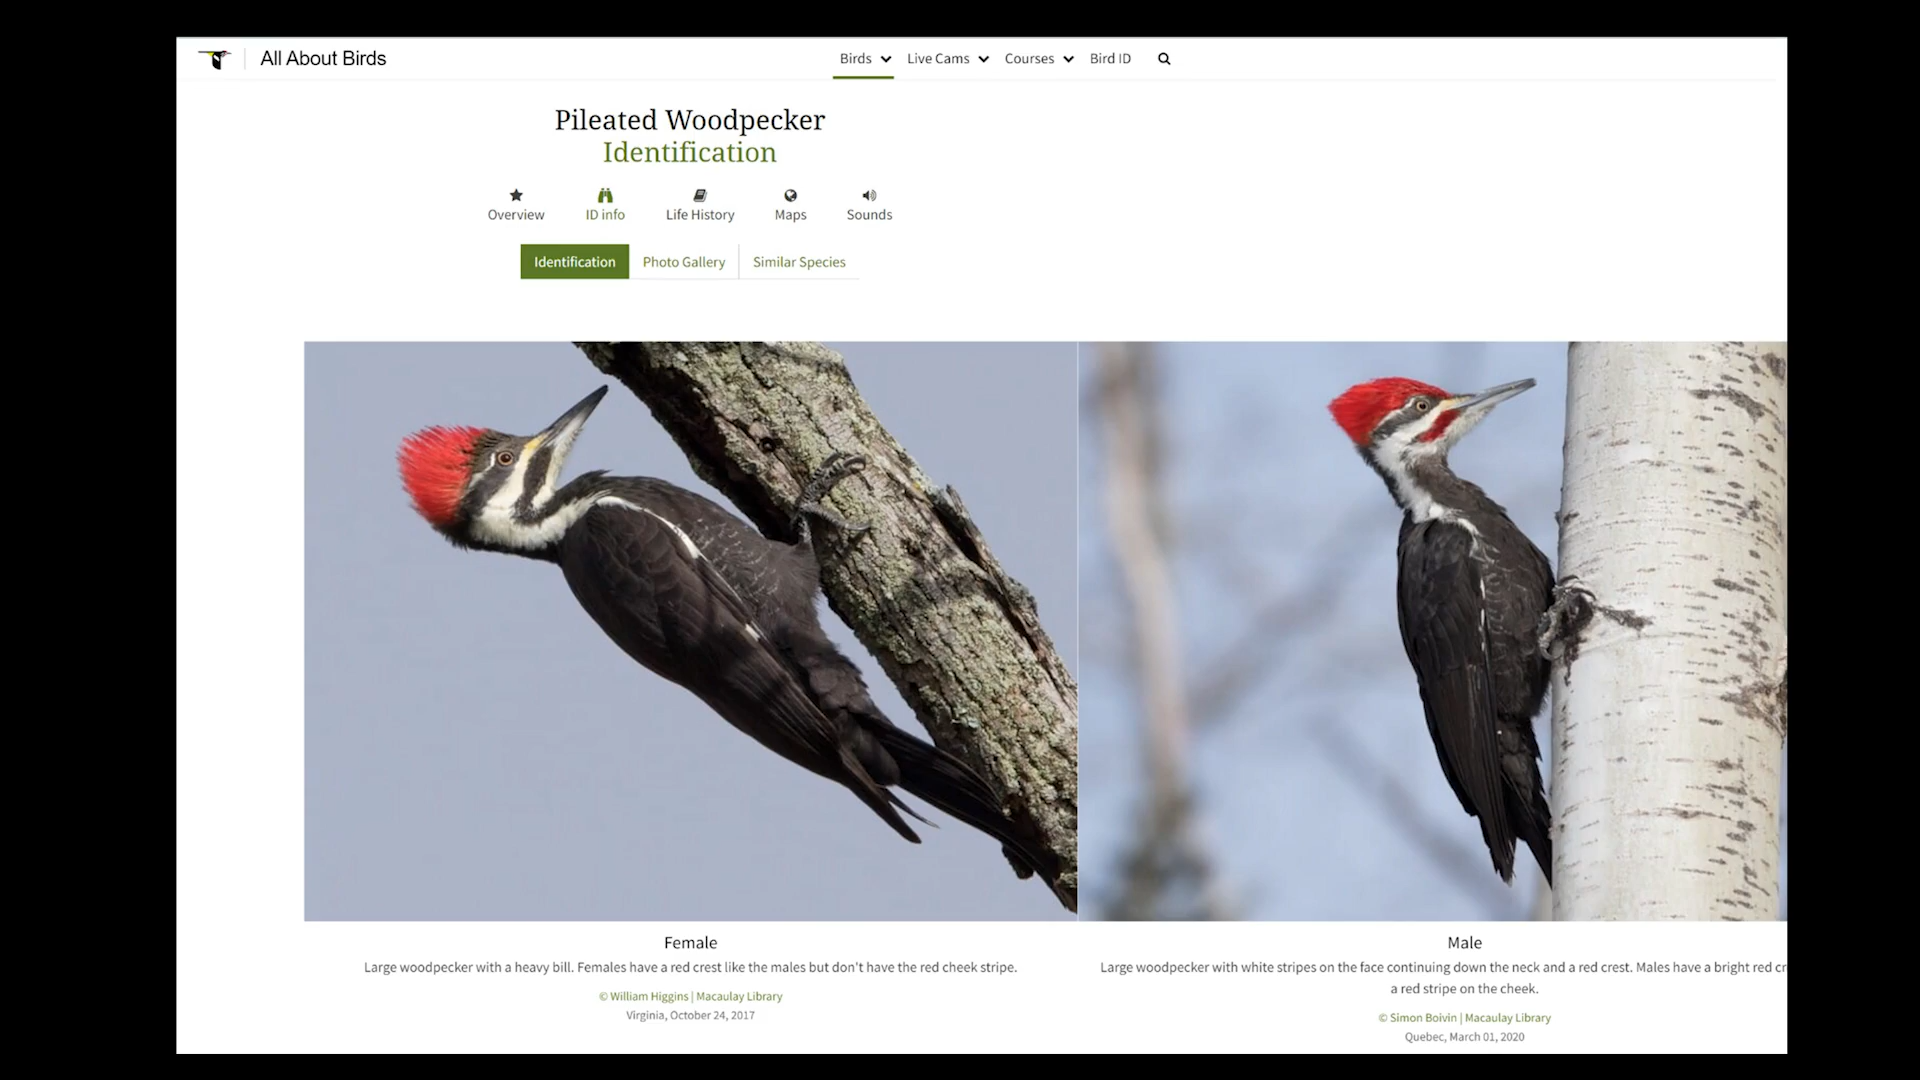 All About Birds
Birds Live Cams Courses Bird ID
Pileated Woodpecker
Identification
Overview ID info Life History Maps Sounds
Identification Photo Gallery Similar Species
Female
Large woodpecker with a heavy bill. Females have a red crest like the males but don't have the red cheek stripe.
© William Higgins | Macaulay Library
Virginia, October 24, 2017
Male
Large woodpecker with white stripes on the face continuing down the neck and a red crest. Males have a bright red cr
a red stripe on the cheek.
© Simon Boivin | Macaulay Library
Quebec, March 01, 2020